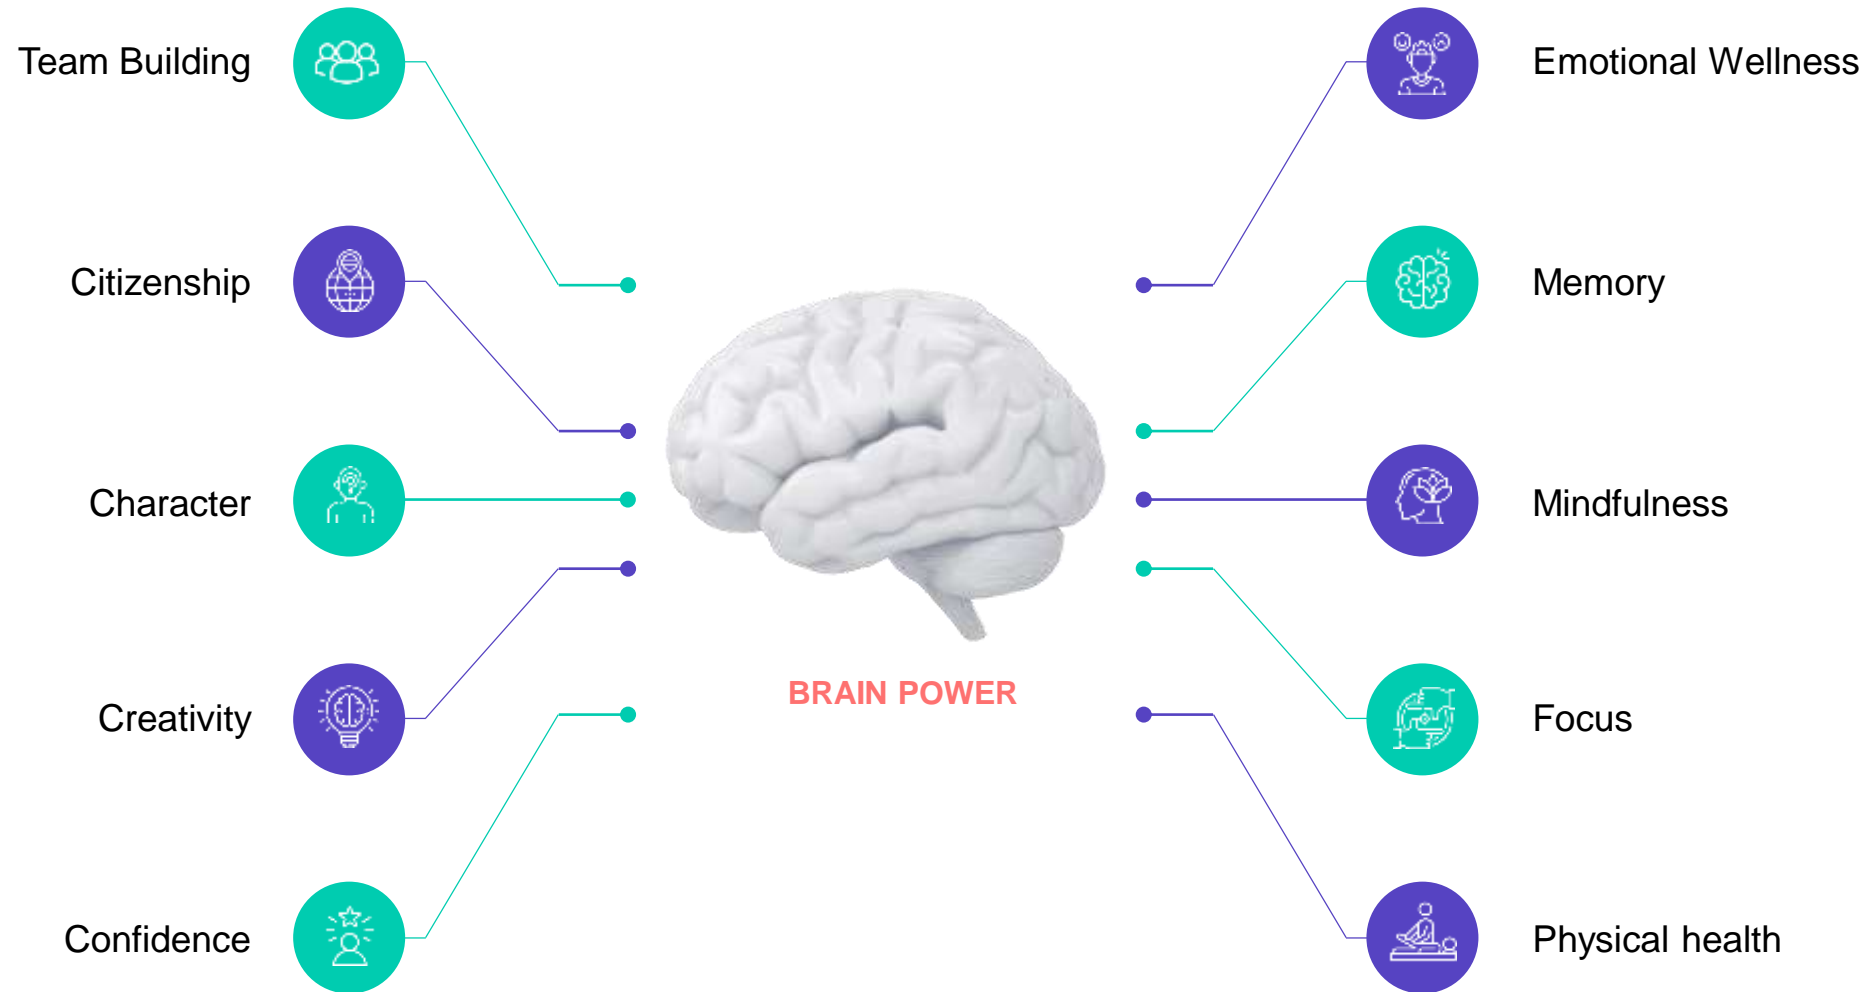 Team Building
Citizenship
Character
Creativity
Confidence
BRAIN POWER
Emotional Wellness
Memory
Mindfulness
Focus
Physical health